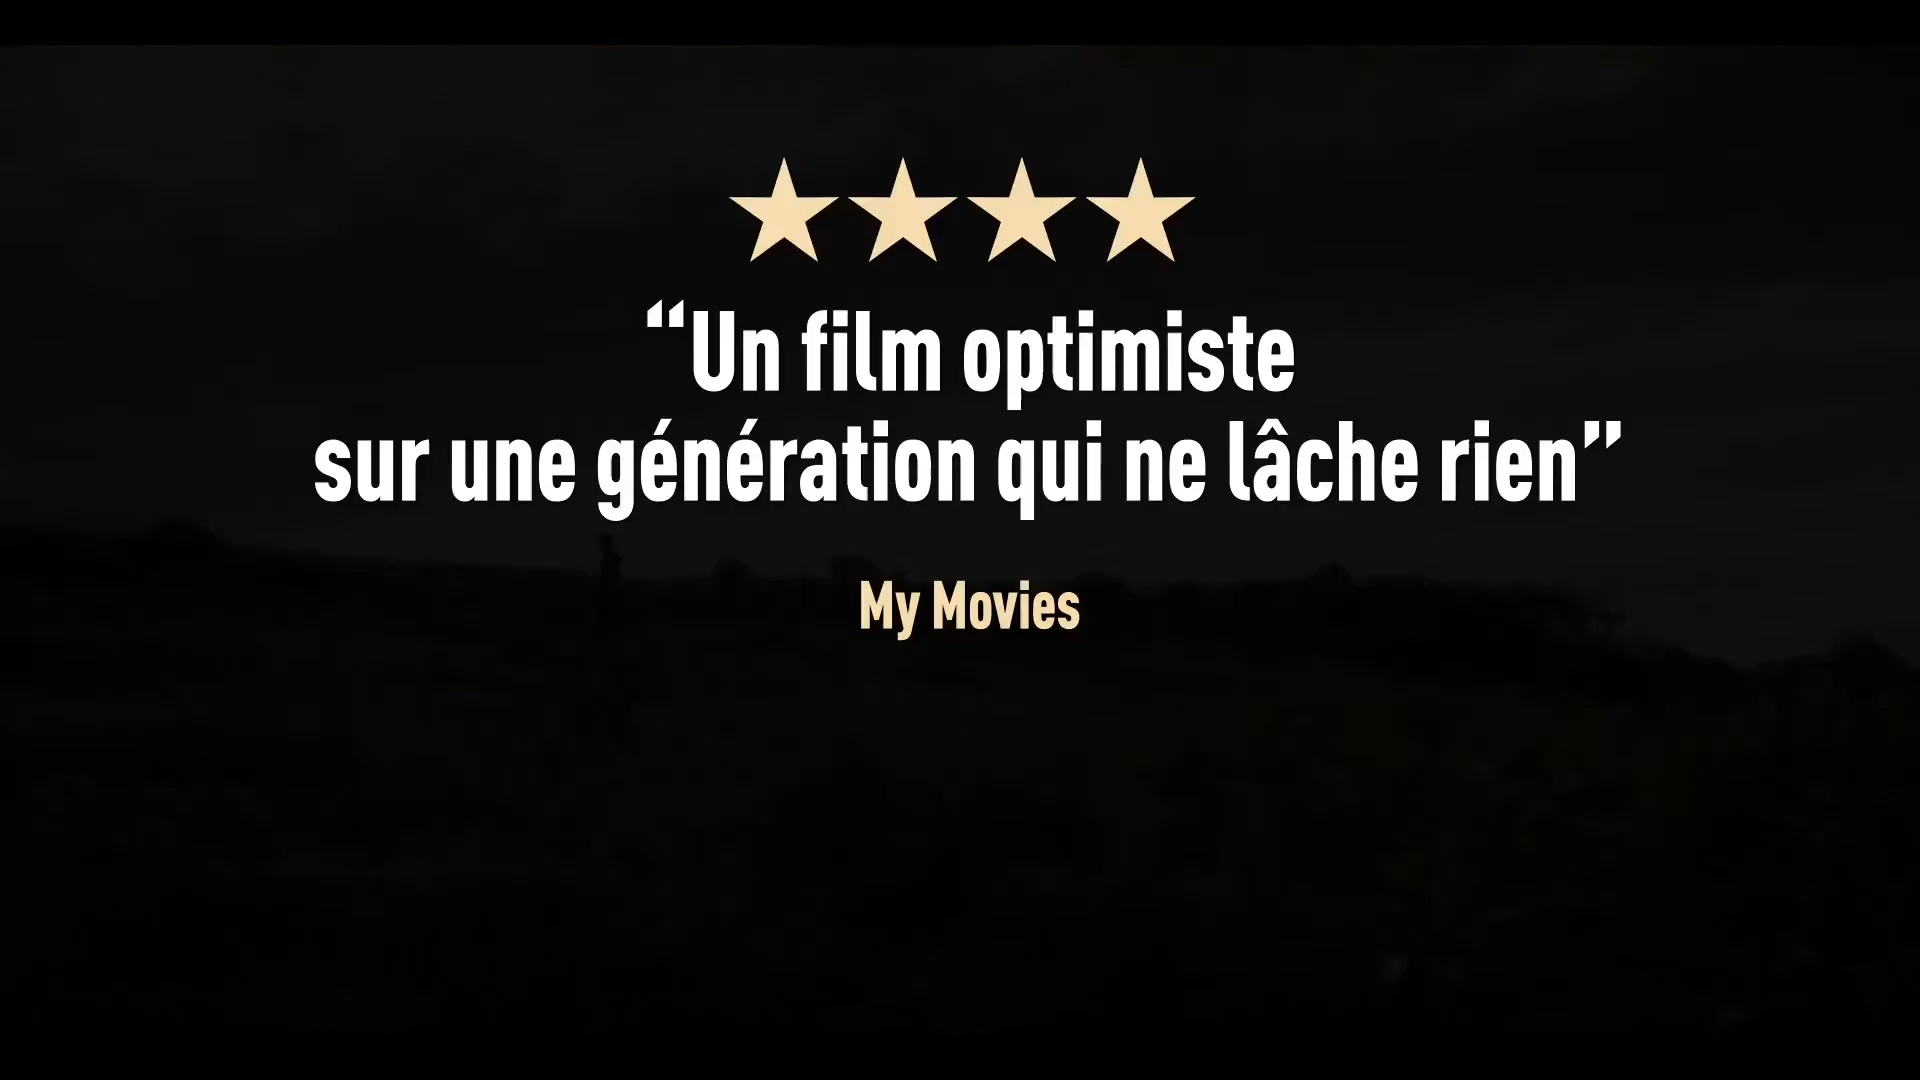 “Un film optimiste
sur une génération qui ne lâche rien”
My Movies